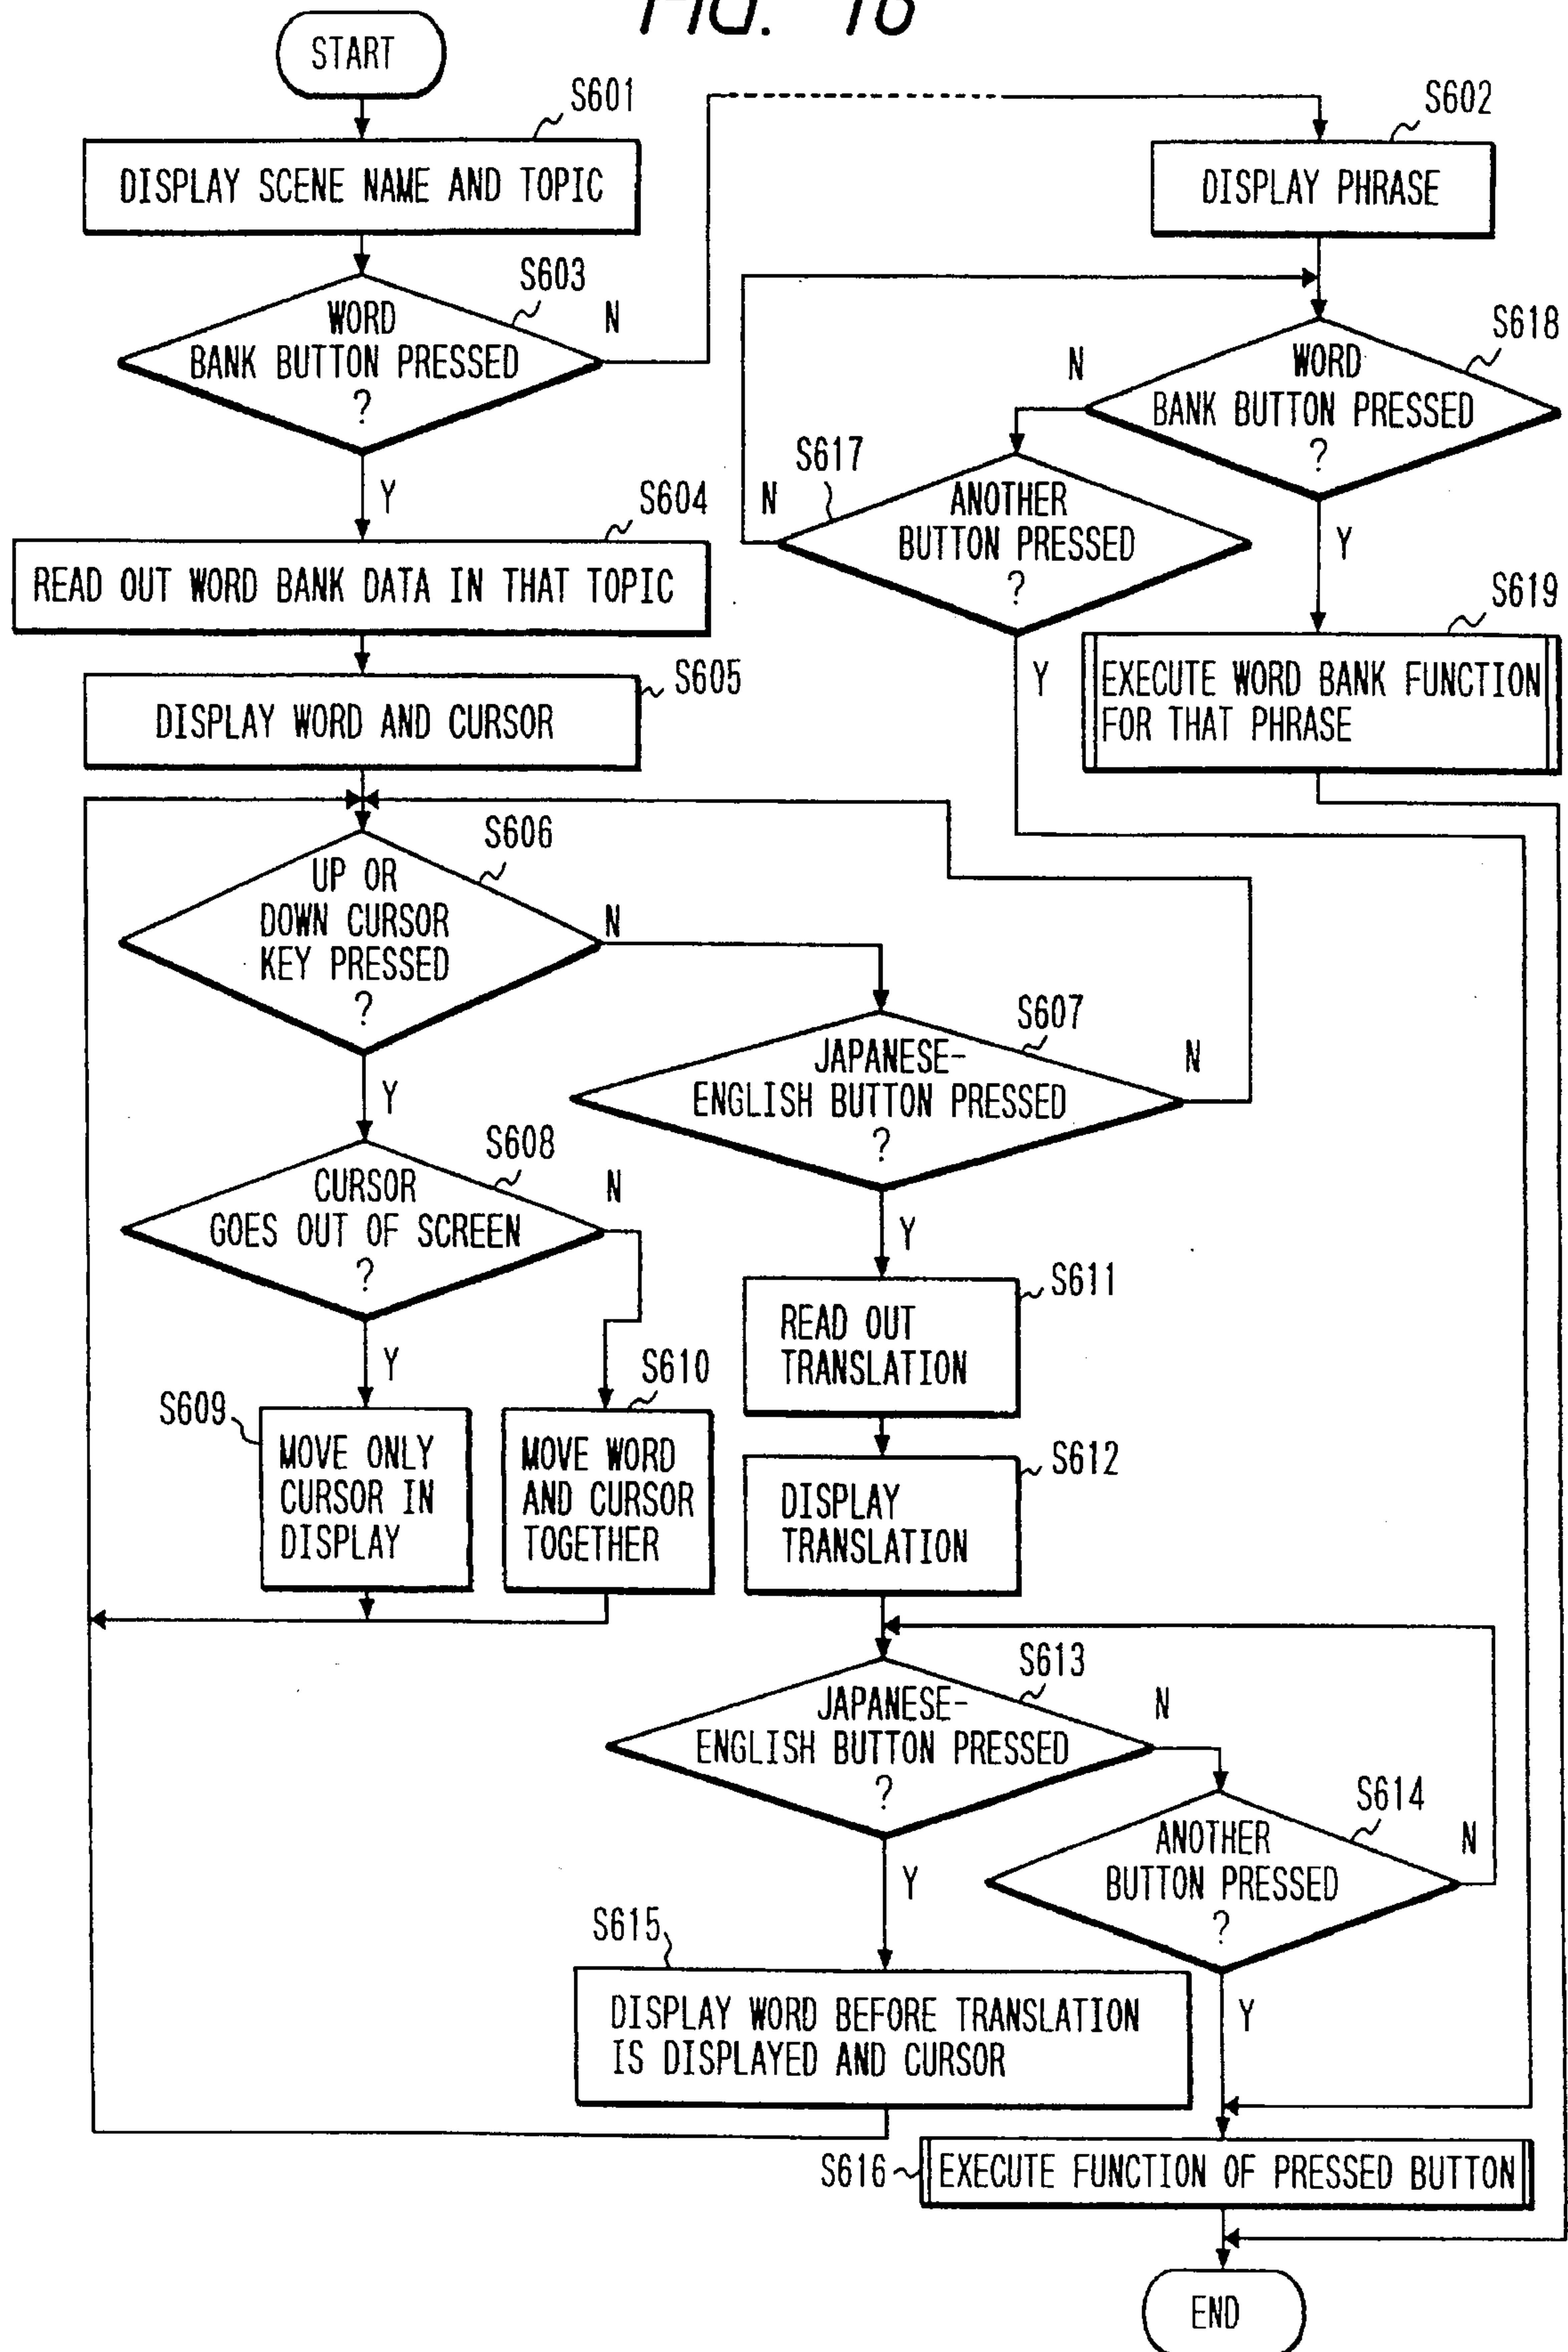 FIG. 16
START
S601
DISPLAY SCENE NAME AND TOPIC
S602
DISPLAY PHRASE
S603
WORD
BANK BUTTON PRESSED
?
N
Y
S618
WORD
BANK BUTTON PRESSED
?
N
Y
S617
ANOTHER
BUTTON PRESSED
?
N
Y
S604
READ OUT WORD BANK DATA IN THAT TOPIC
S619
EXECUTE WORD BANK FUNCTION
FOR THAT PHRASE
S605
DISPLAY WORD AND CURSOR
S606
UP OR
DOWN CURSOR
KEY PRESSED
?
N
Y
S607
JAPANESE-
ENGLISH BUTTON PRESSED
?
N
Y
S608
CURSOR
GOES OUT OF SCREEN
?
N
Y
S611
READ OUT
TRANSLATION
S609
MOVE ONLY
CURSOR IN
DISPLAY
S610
MOVE WORD
AND CURSOR
TOGETHER
S612
DISPLAY
TRANSLATION
S613
JAPANESE-
ENGLISH BUTTON PRESSED
?
N
Y
S614
ANOTHER
BUTTON PRESSED
?
N
Y
S615
DISPLAY WORD BEFORE TRANSLATION
IS DISPLAYED AND CURSOR
S616
EXECUTE FUNCTION OF PRESSED BUTTON
END